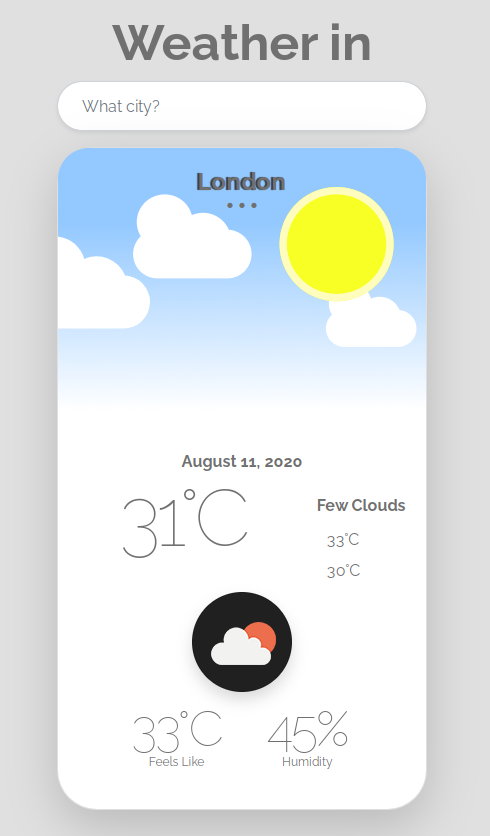 Weather in
What city?
London
August 11, 2020
31°C
Few Clouds
33°C
30°C
33°C
Feels Like
45%
Humidity